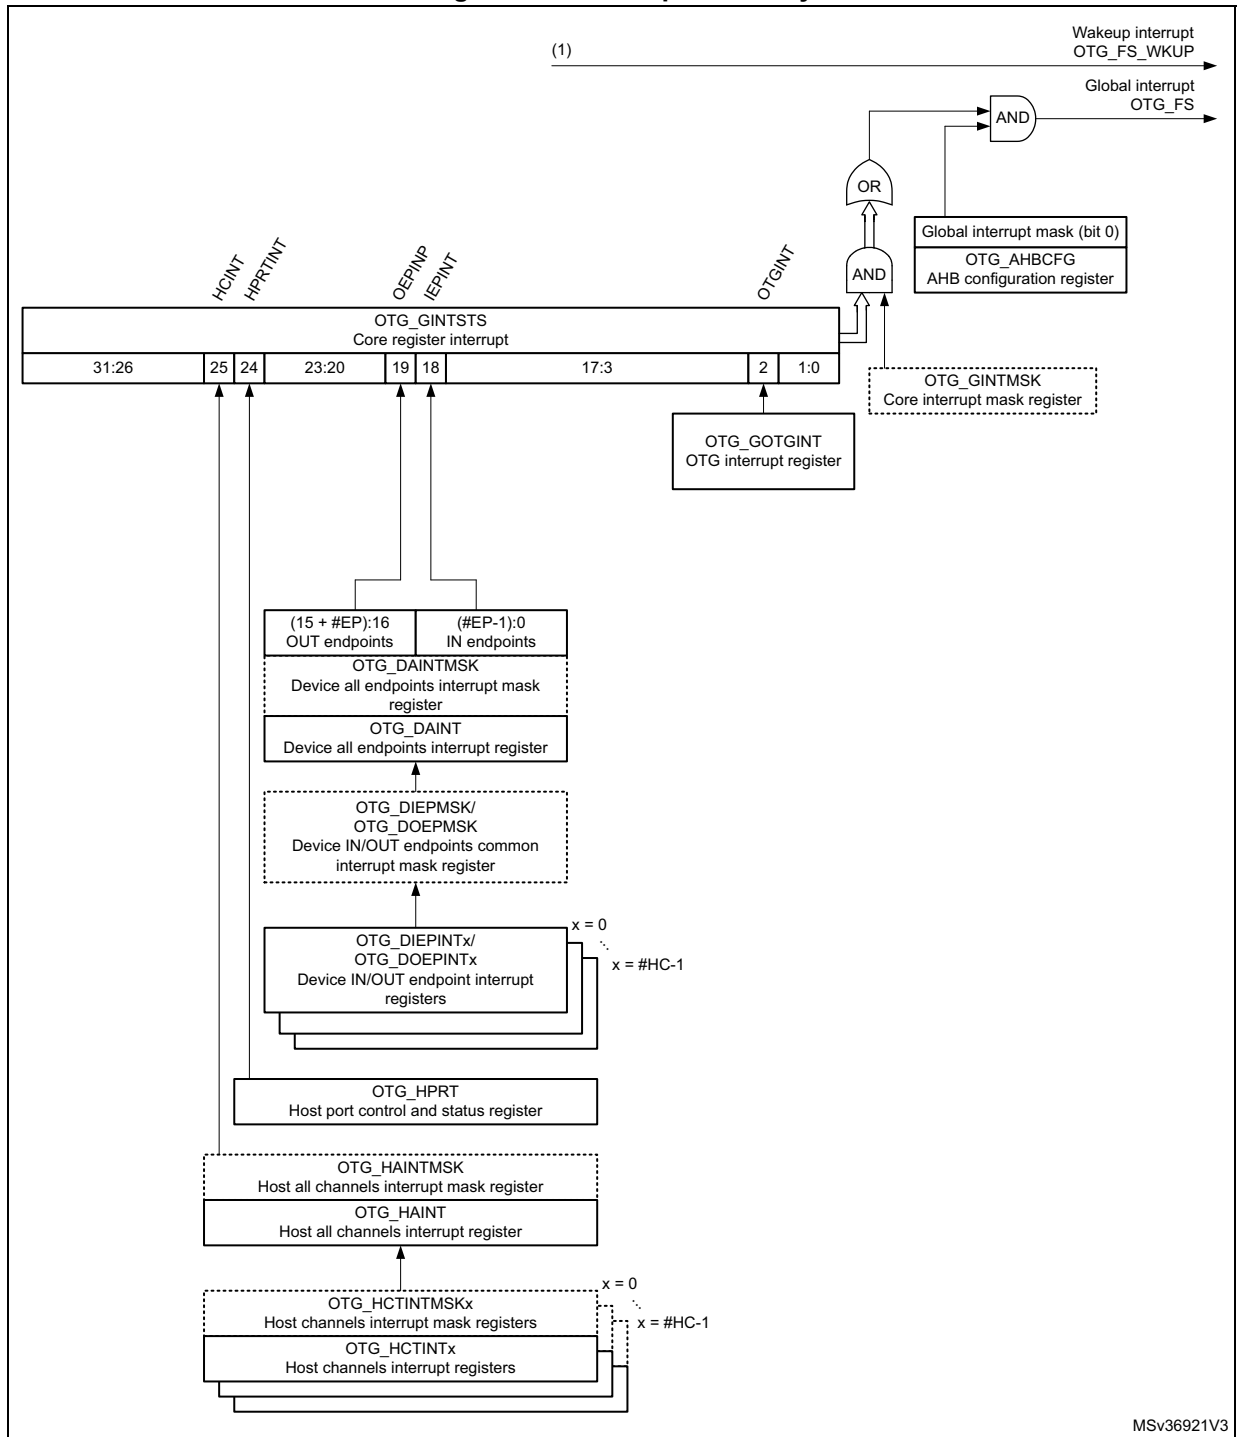 (1)
Wakeup interrupt
OTG_FS_WKUP
Global interrupt
OTG_FS
AND
OR
Global interrupt mask (bit 0)
OTG_AHBCFG
AHB configuration register
AND
HCINT
HPRTINT
OEPINP
IEPINT
OTGINT
OTG_GINTSTS
Core register interrupt
31:26 25 24 23:20 19 18 17:3 2 1:0
OTG_GINTMSK
Core interrupt mask register
OTG_GOTGINT
OTG interrupt register
(15 + #EP):16
OUT endpoints
(#EP-1):0
IN endpoints
OTG_DAINTMSK
Device all endpoints interrupt mask
register
OTG_DAINT
Device all endpoints interrupt register
OTG_DIEPMSK/
OTG_DOEPMSK
Device IN/OUT endpoints common
interrupt mask register
x = 0
OTG_DIEPINTx/
OTG_DOEPINTx
Device IN/OUT endpoint interrupt
registers
x = #HC-1
OTG_HPRT
Host port control and status register
OTG_HAINTMSK
Host all channels interrupt mask register
OTG_HAINT
Host all channels interrupt register
x = 0
OTG_HCTINTMSKx
Host channels interrupt mask registers
x = #HC-1
OTG_HCTINTx
Host channels interrupt registers
MSv36921V3